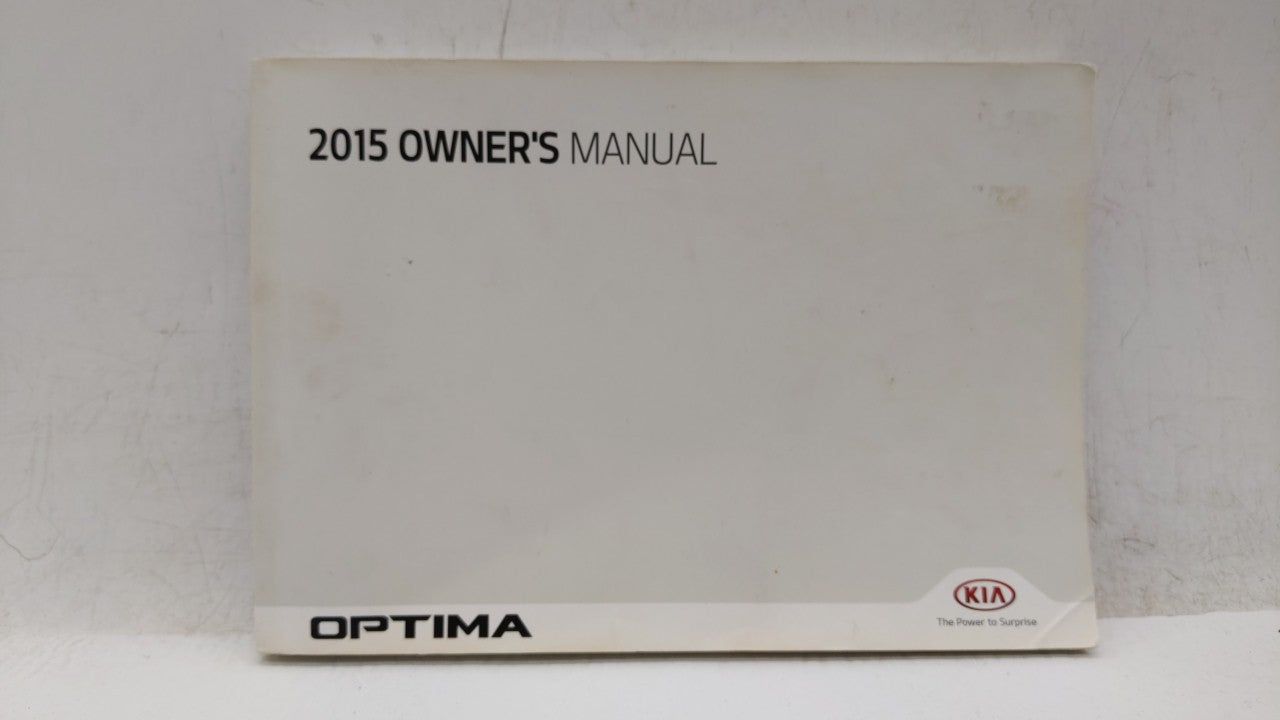 2015 OWNER'S MANUAL
OPTIMA
KIA
The Power to Surprise